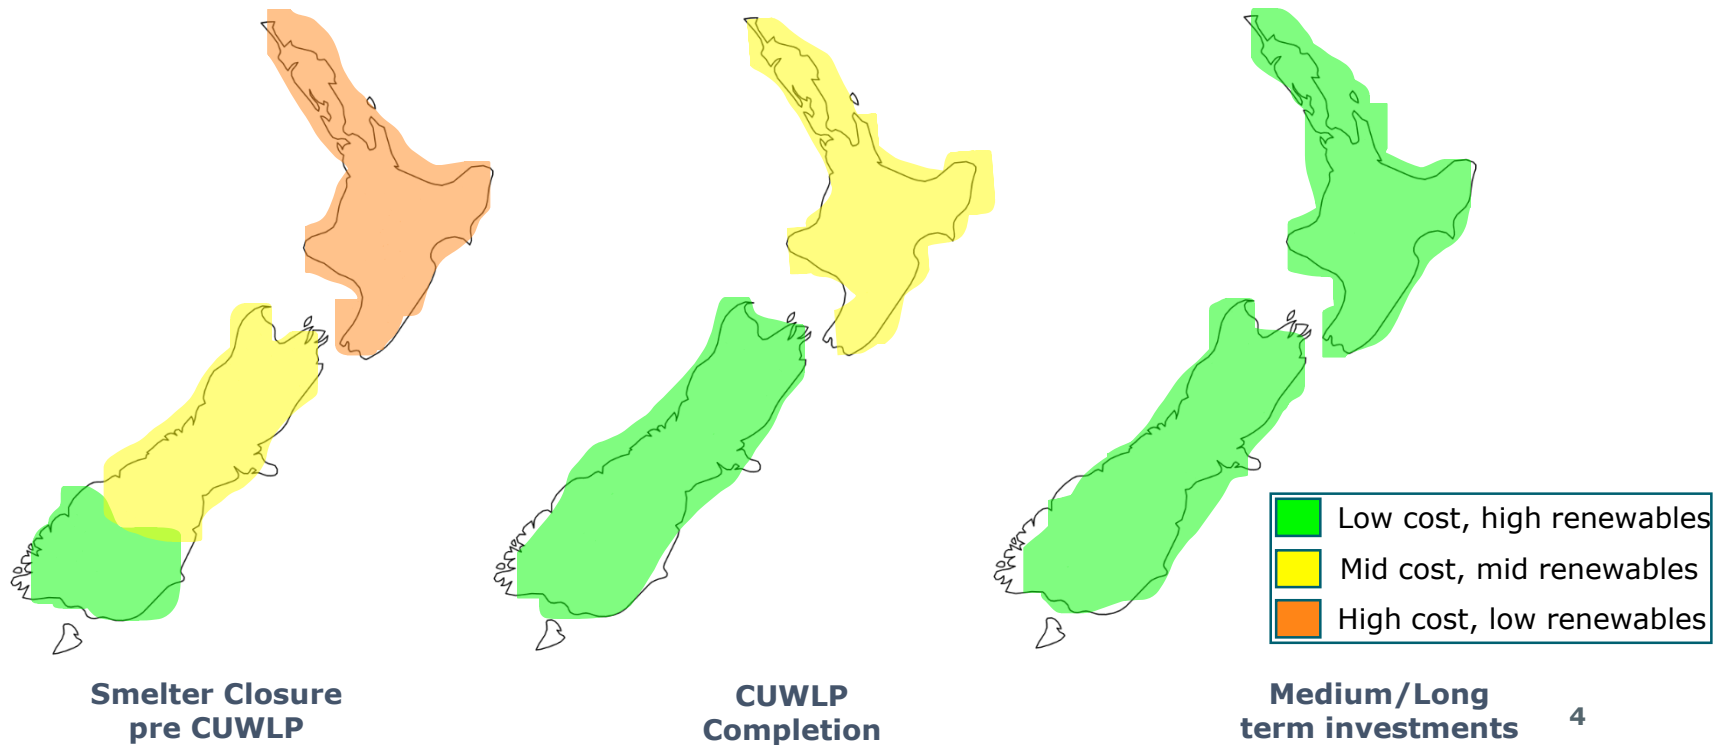 Low cost, high renewables
Mid cost, mid renewables
High cost, low renewables
Smelter Closure
pre CUWLP
CUWLP
Completion
Medium/Long
term investments
4